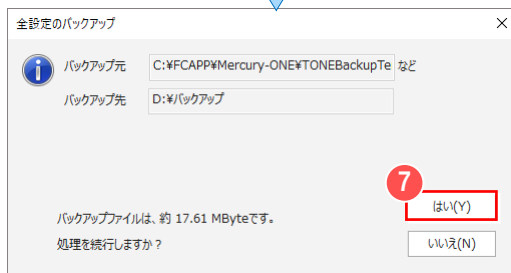 全設定のバックアップ
バックアップ元 C:¥FCAPP¥Mercury-ONE¥TONEBackupTe など
バックアップ先 D:¥バックアップ
7
はい(Y)
バックアップファイルは、約 17.61 MByteです。
処理を続行しますか？
いいえ(N)